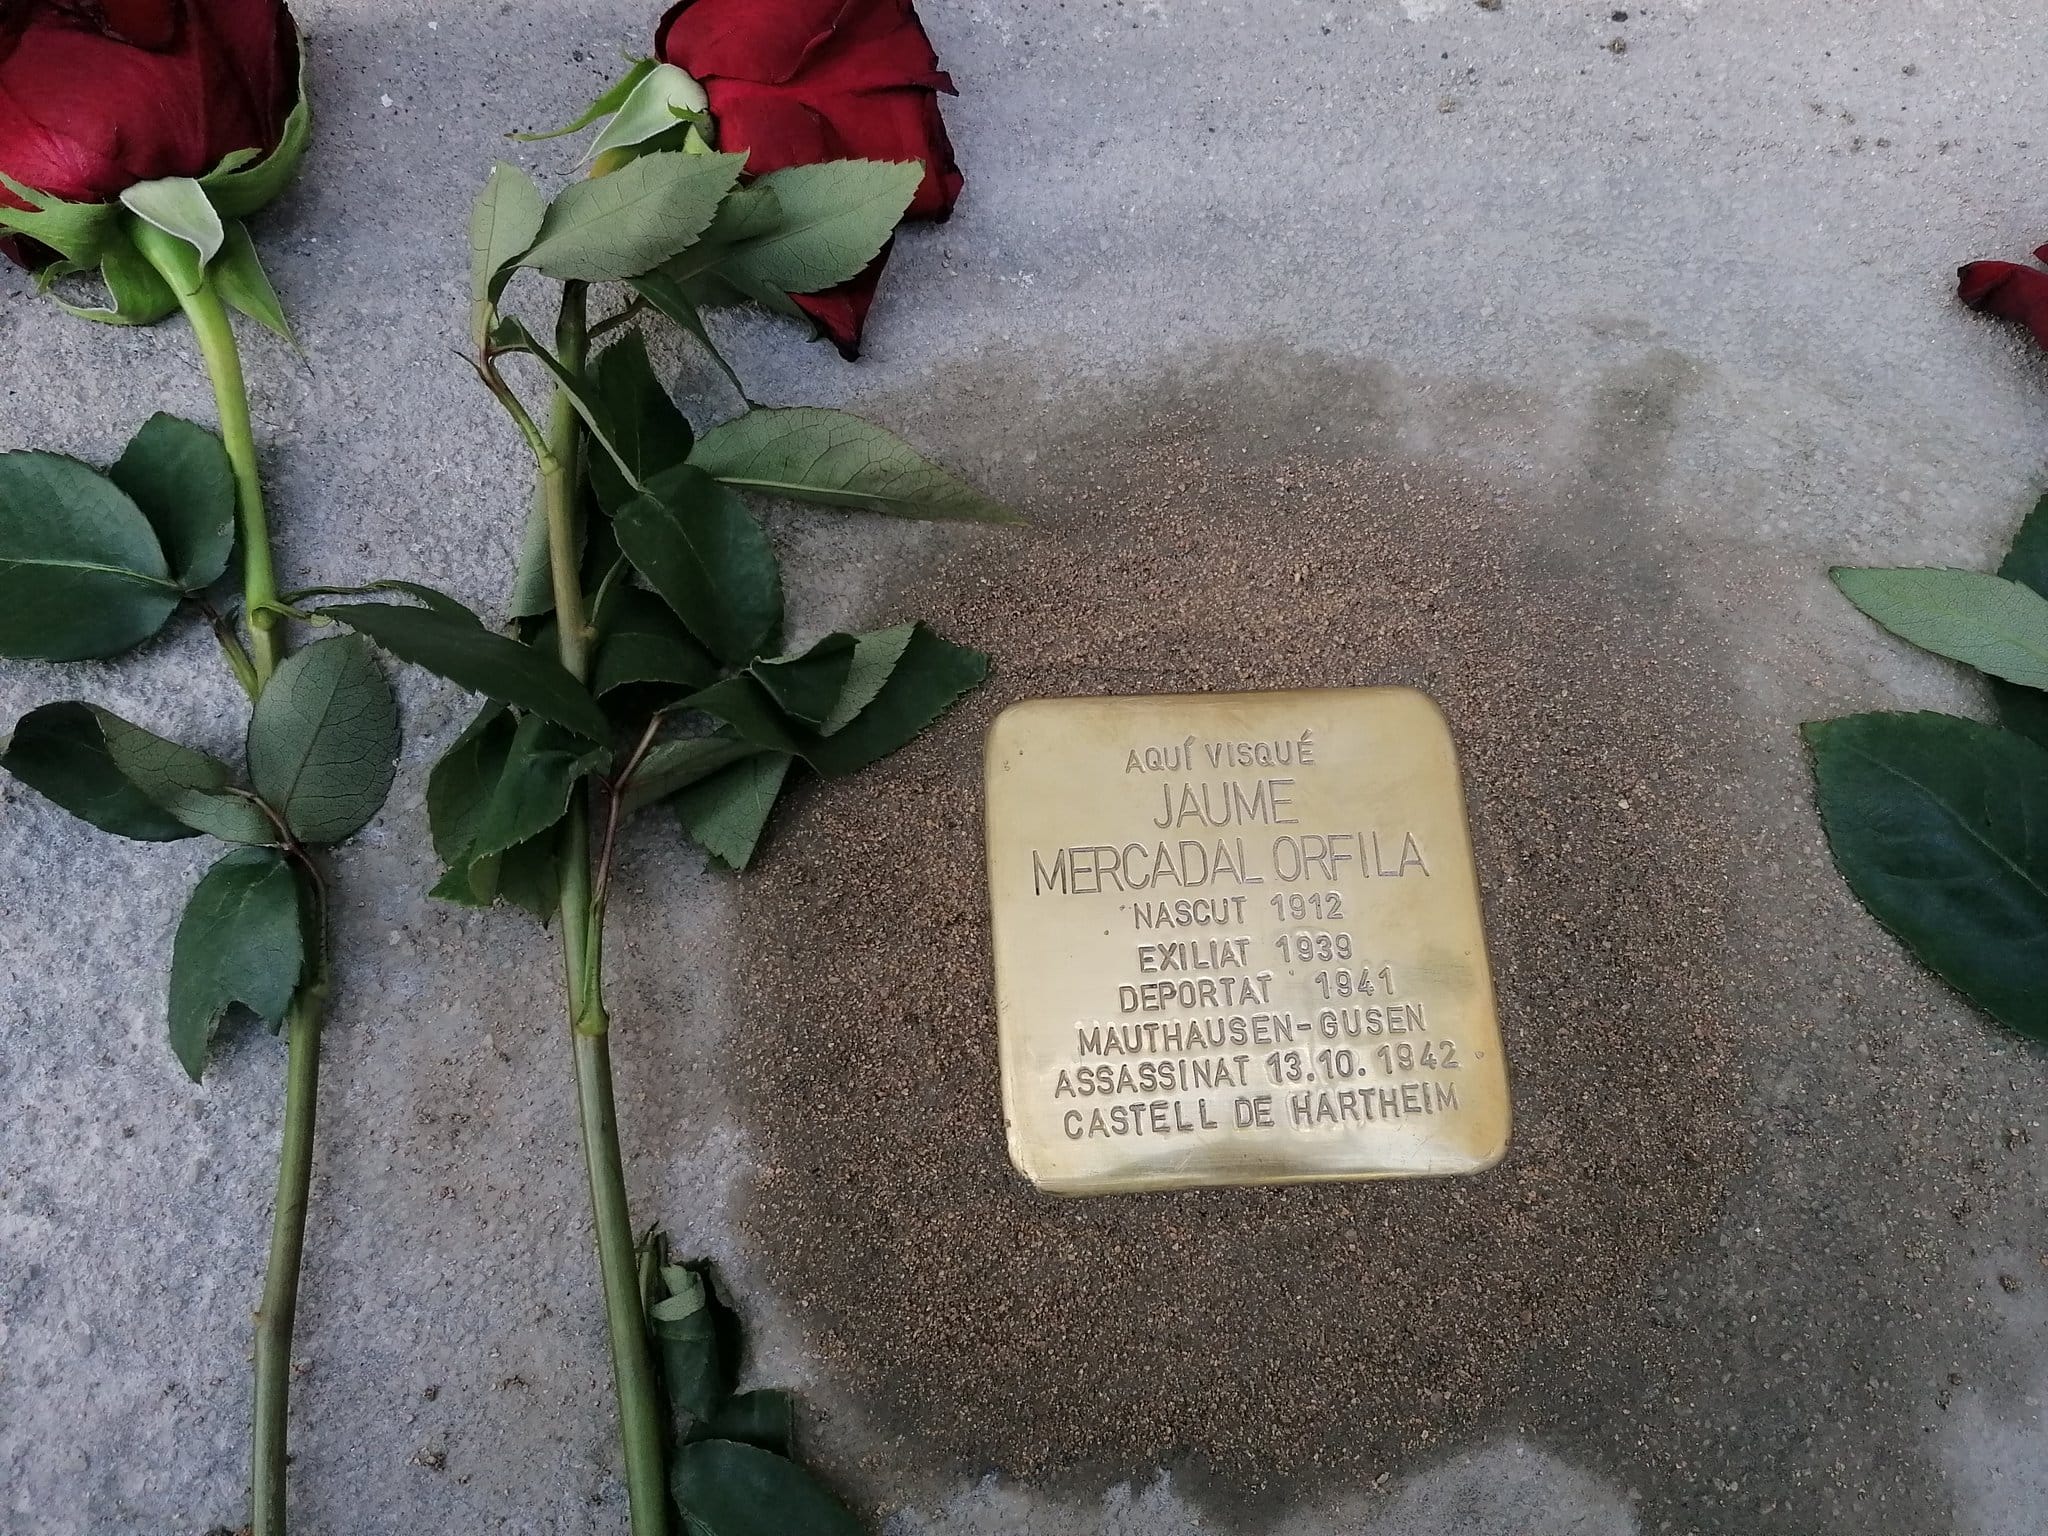 AQUÍ VISQUÉ
JAUME
MERCADAL ORFILA
NASCUT 1912
EXILIAT 1939
DEPORTAT 1941
MAUTHAUSEN-GUSEN
ASSASSINAT 13.10.1942
CASTELL DE HARTHEIM